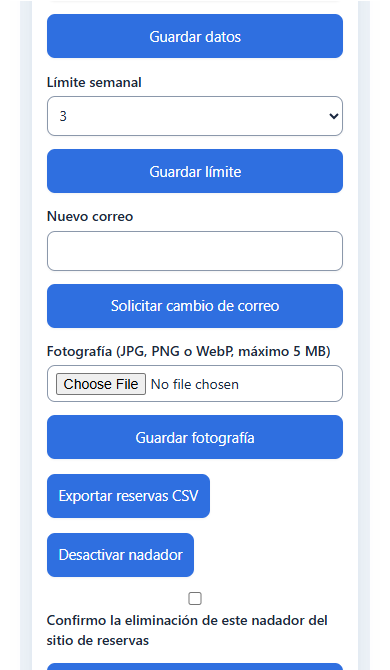 Guardar datos
Límite semanal
3
Guardar límite
Nuevo correo
Solicitar cambio de correo
Fotografía (JPG, PNG o WebP, máximo 5 MB)
Choose File No file chosen
Guardar fotografía
Exportar reservas CSV
Desactivar nadador
Confirmo la eliminación de este nadador del
sitio de reservas